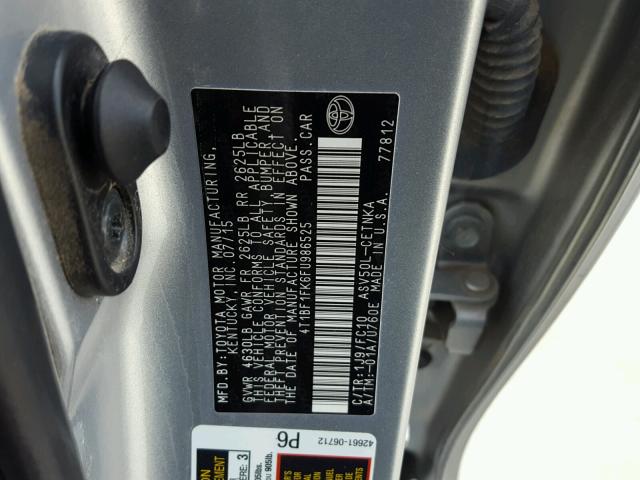 MFD.BY:TOYOTA MOTOR MANUFACTURING,
KENTUCKY, INC. 07/15
GVWR 4630LB GAWR FR 2625LB RR 2625LB
THIS VEHICLE CONFORMS TO ALL APPLICABLE
FEDERAL MOTOR VEHICLE SAFETY, BUMPER, AND
THEFT PREVENTION STANDARDS IN EFFECT ON
THE DATE OF MANUFACTURE SHOWN ABOVE.
4T1BF1FK6FU986525 PASS.CAR
C/TR:1J9/FC10 ASV50L-CETNKA
A/TM:-01A/U760E MADE IN U.S.A. 77812
P6
42661-06712
ERE: 3